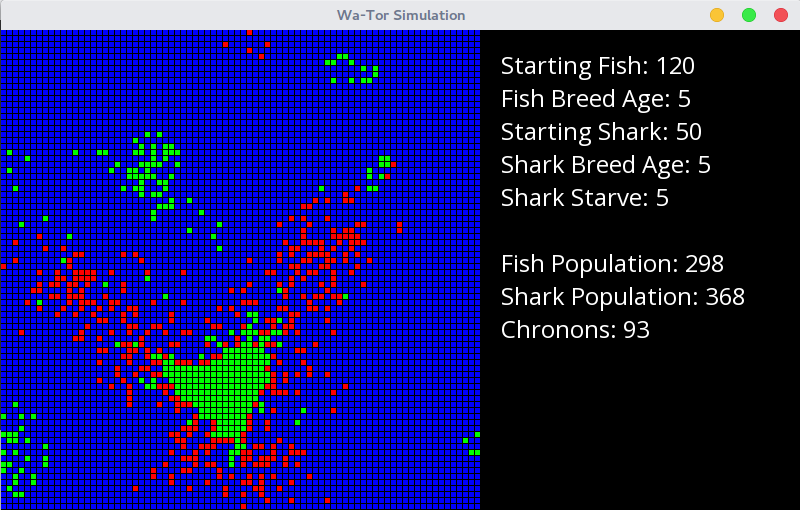 Wa-Tor Simulation
Starting Fish: 120
Fish Breed Age: 5
Starting Shark: 50
Shark Breed Age: 5
Shark Starve: 5
Fish Population: 298
Shark Population: 368
Chronons: 93